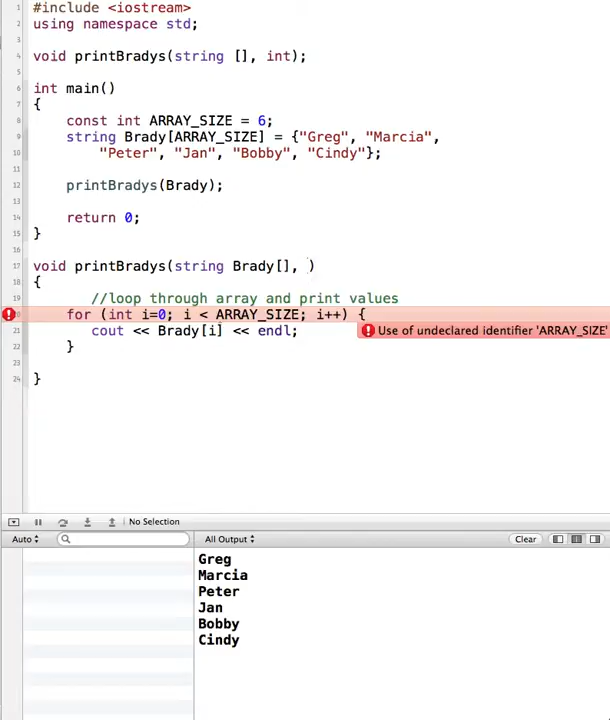 1 #include <iostream>
2 using namespace std;
3
4 void printBradys(string [], int);
5
6 int main()
7 {
8 const int ARRAY_SIZE = 6;
9 string Brady[ARRAY_SIZE] = {"Greg", "Marcia",
10 "Peter", "Jan", "Bobby", "Cindy"};
11
12 printBradys(Brady);
13
14 return 0;
15 }
16
17 void printBradys(string Brady[], )
18 {
19 //loop through array and print values
for (int i=0; i < ARRAY_SIZE; i++) {
21 cout << Brady[i] << endl;
Use of undeclared identifier 'ARRAY_SIZE'
22 }
23
24 }
No Selection
Auto
All Output
Clear
Greg
Marcia
Peter
Jan
Bobby
Cindy